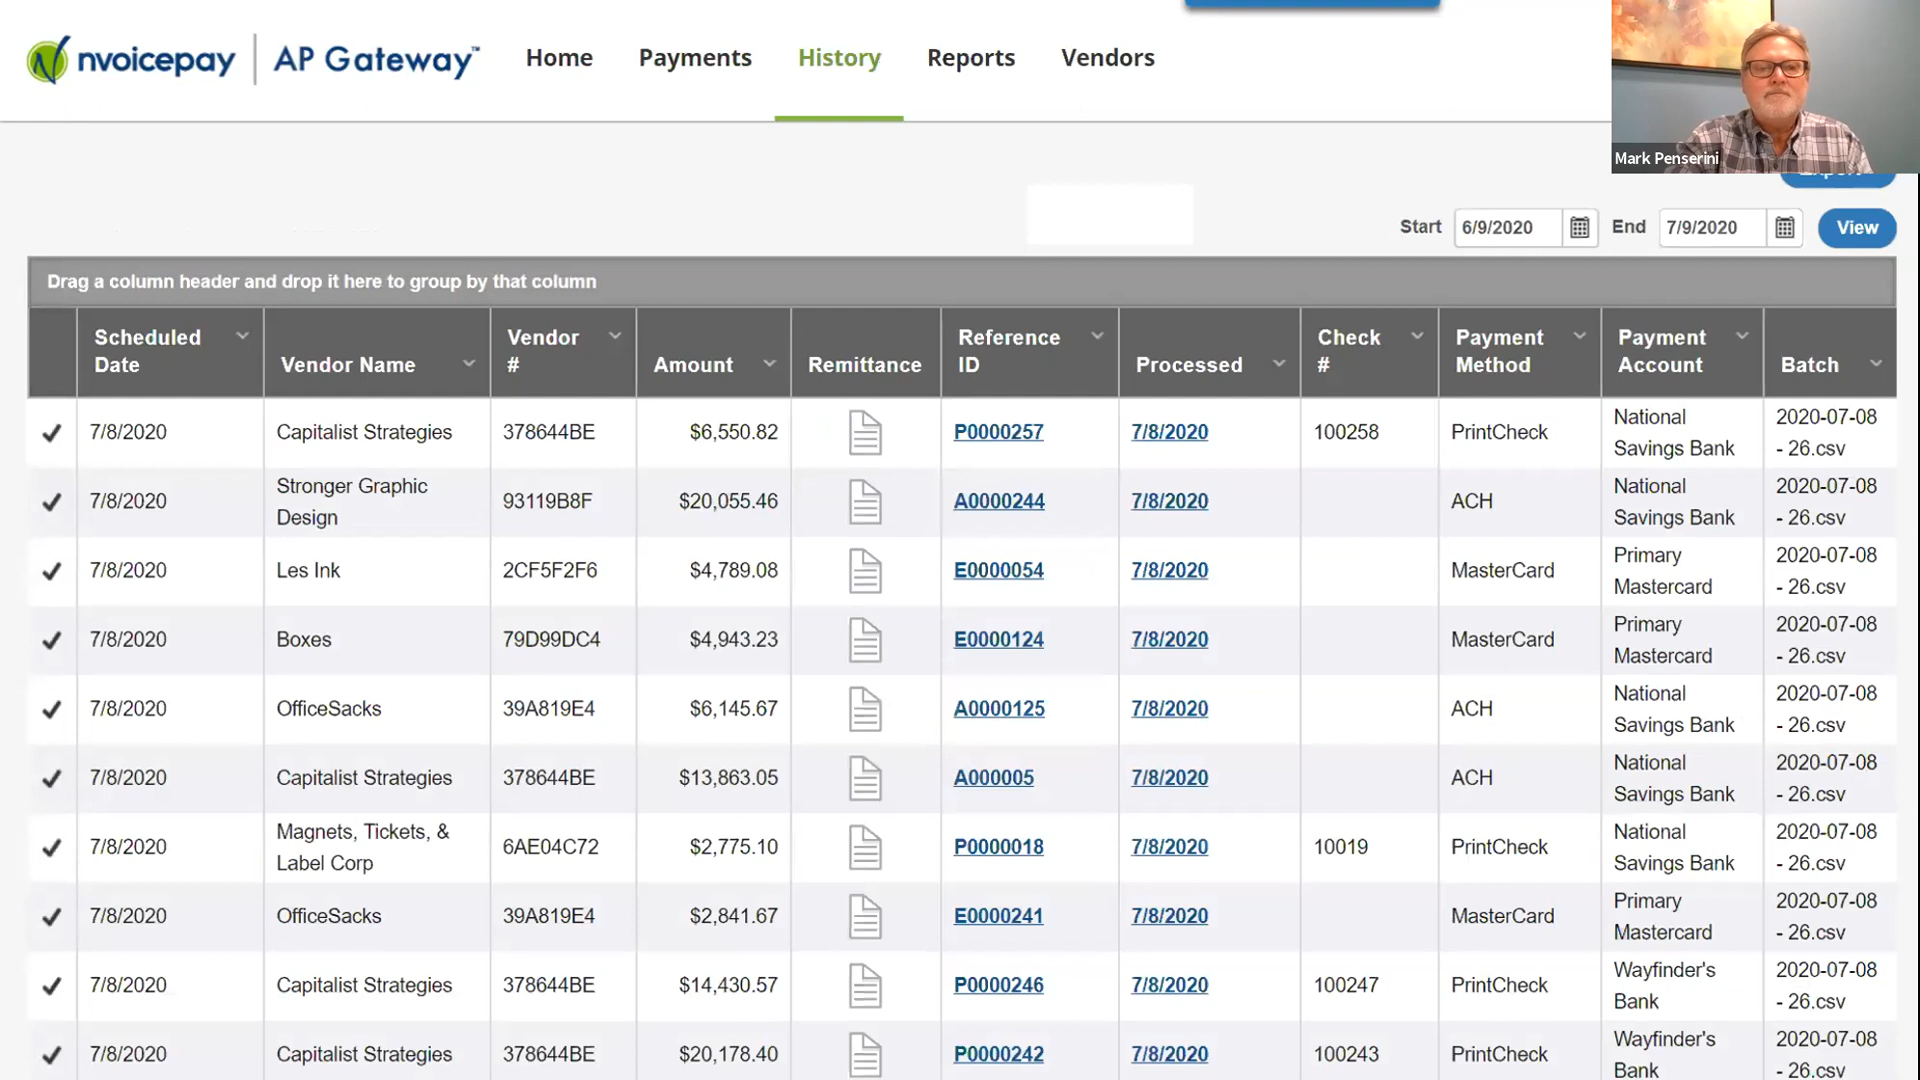 nvoicepay AP Gateway™ Home Payments History Reports Vendors
Mark Penserini
Export
Start 6/9/2020 End 7/9/2020 View
Drag a column header and drop it here to group by that column
Scheduled Date Vendor Name Vendor # Amount Remittance Reference ID Processed Check # Payment Method Payment Account Batch
7/8/2020 Capitalist Strategies 378644BE $6,550.82 P0000257 7/8/2020 100258 PrintCheck National Savings Bank 2020-07-08 - 26.csv
7/8/2020 Stronger Graphic Design 93119B8F $20,055.46 A0000244 7/8/2020 ACH National Savings Bank 2020-07-08 - 26.csv
7/8/2020 Les Ink 2CF5F2F6 $4,789.08 E0000054 7/8/2020 MasterCard Primary Mastercard 2020-07-08 - 26.csv
7/8/2020 Boxes 79D99DC4 $4,943.23 E0000124 7/8/2020 MasterCard Primary Mastercard 2020-07-08 - 26.csv
7/8/2020 OfficeSacks 39A819E4 $6,145.67 A0000125 7/8/2020 ACH National Savings Bank 2020-07-08 - 26.csv
7/8/2020 Capitalist Strategies 378644BE $13,863.05 A000005 7/8/2020 ACH National Savings Bank 2020-07-08 - 26.csv
7/8/2020 Magnets, Tickets, & Label Corp 6AE04C72 $2,775.10 P0000018 7/8/2020 10019 PrintCheck National Savings Bank 2020-07-08 - 26.csv
7/8/2020 OfficeSacks 39A819E4 $2,841.67 E0000241 7/8/2020 MasterCard Primary Mastercard 2020-07-08 - 26.csv
7/8/2020 Capitalist Strategies 378644BE $14,430.57 P0000246 7/8/2020 100247 PrintCheck Wayfinder's Bank 2020-07-08 - 26.csv
7/8/2020 Capitalist Strategies 378644BE $20,178.40 P0000242 7/8/2020 100243 PrintCheck Wayfinder's Bank 2020-07-08 - 26.csv